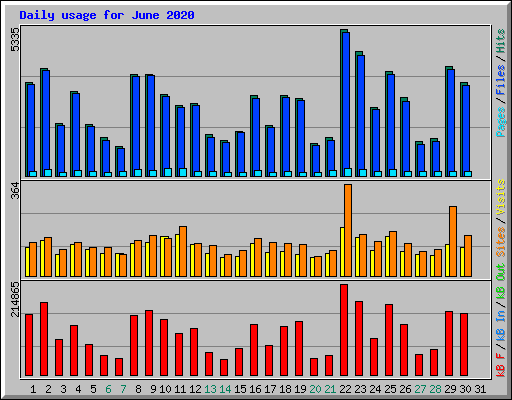 Daily usage for June 2020
5335
Pages / Files / Hits
364
Sites / Visits
214865
kB F / kB In / kB Out
1 2 3 4 5 6 7 8 9 10 11 12 13 14 15 16 17 18 19 20 21 22 23 24 25 26 27 28 29 30 31